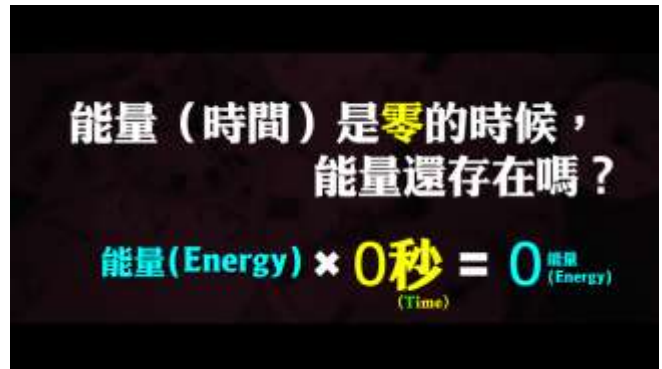 能量（時間）是零的時候，
能量還存在嗎？
能量(Energy) × 0秒 = 0 能量
(Time) (Energy)